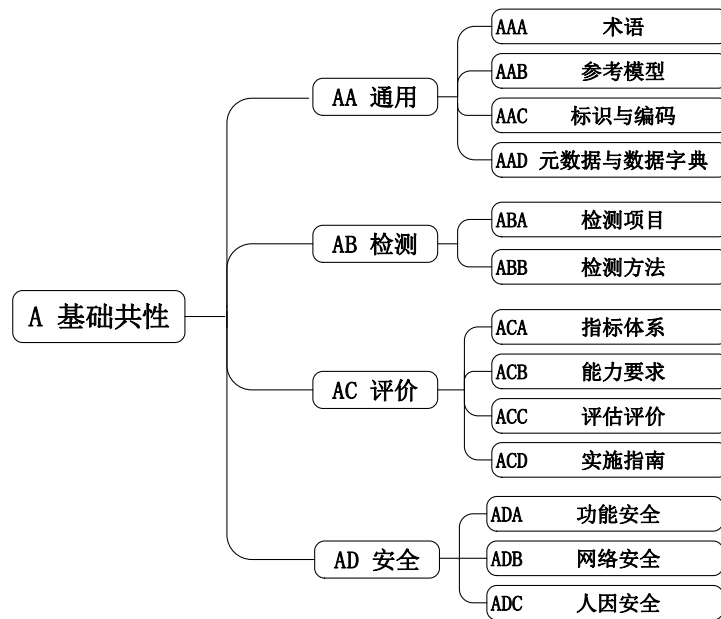 A 基础共性
AA 通用
AAA 术语
AAB 参考模型
AAC 标识与编码
AAD 元数据与数据字典
AB 检测
ABA 检测项目
ABB 检测方法
AC 评价
ACA 指标体系
ACB 能力要求
ACC 评估评价
ACD 实施指南
AD 安全
ADA 功能安全
ADB 网络安全
ADC 人因安全